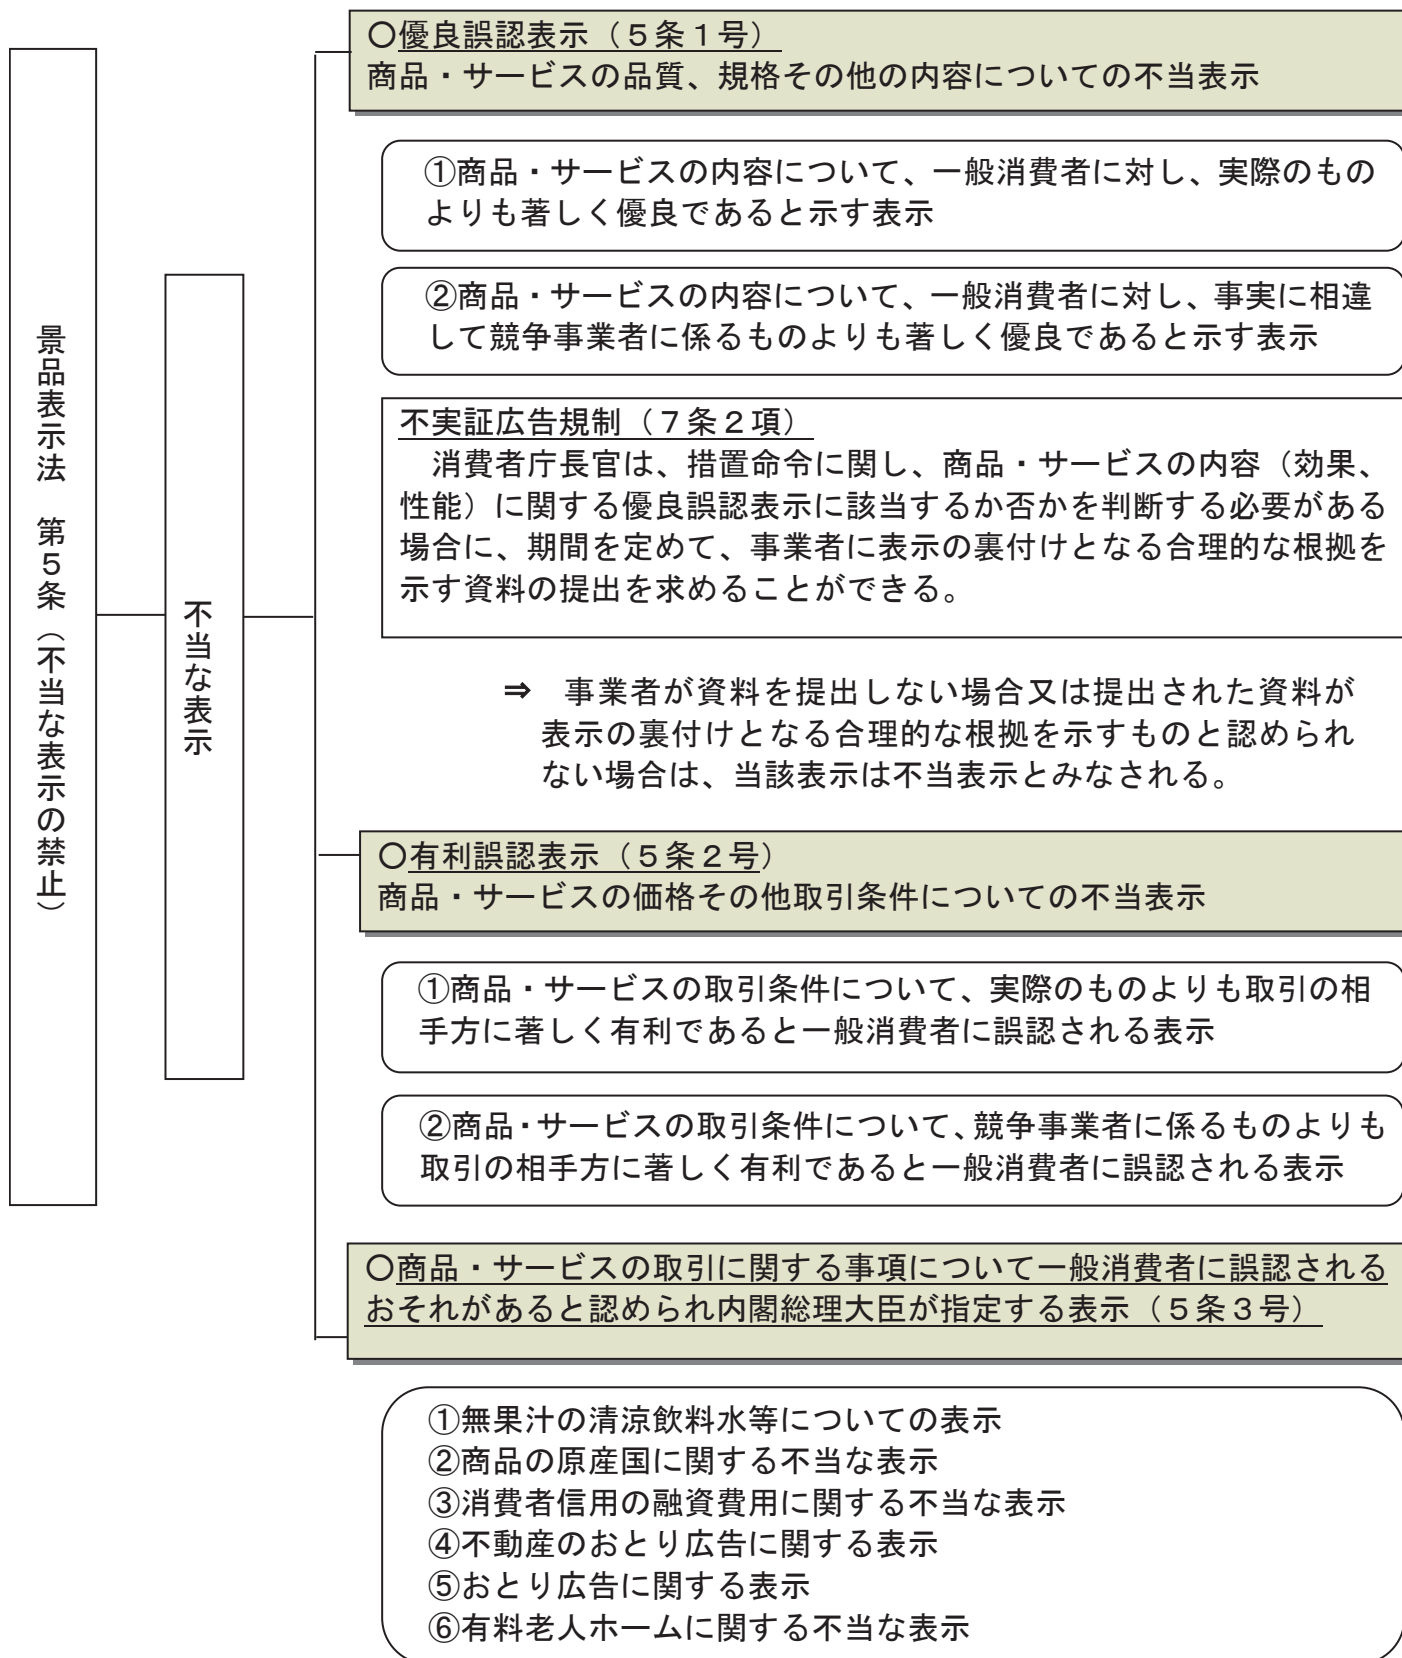 景品表示法　第５条（不当な表示の禁止）
不当な表示
〇優良誤認表示（５条１号）
商品・サービスの品質、規格その他の内容についての不当表示
①商品・サービスの内容について、一般消費者に対し、実際のもの
よりも著しく優良であると示す表示
②商品・サービスの内容について、一般消費者に対し、事実に相違
して競争事業者に係るものよりも著しく優良であると示す表示
不実証広告規制（７条２項）
　消費者庁長官は、措置命令に関し、商品・サービスの内容（効果、
性能）に関する優良誤認表示に該当するか否かを判断する必要がある
場合に、期間を定めて、事業者に表示の裏付けとなる合理的な根拠を
示す資料の提出を求めることができる。
⇒　事業者が資料を提出しない場合又は提出された資料が
表示の裏付けとなる合理的な根拠を示すものと認められ
ない場合は、当該表示は不当表示とみなされる。
〇有利誤認表示（５条２号）
商品・サービスの価格その他取引条件についての不当表示
①商品・サービスの取引条件について、実際のものよりも取引の相
手方に著しく有利であると一般消費者に誤認される表示
②商品・サービスの取引条件について、競争事業者に係るものよりも
取引の相手方に著しく有利であると一般消費者に誤認される表示
〇商品・サービスの取引に関する事項について一般消費者に誤認される
おそれがあると認められ内閣総理大臣が指定する表示（５条３号）
①無果汁の清涼飲料水等についての表示
②商品の原産国に関する不当な表示
③消費者信用の融資費用に関する不当な表示
④不動産のおとり広告に関する表示
⑤おとり広告に関する表示
⑥有料老人ホームに関する不当な表示